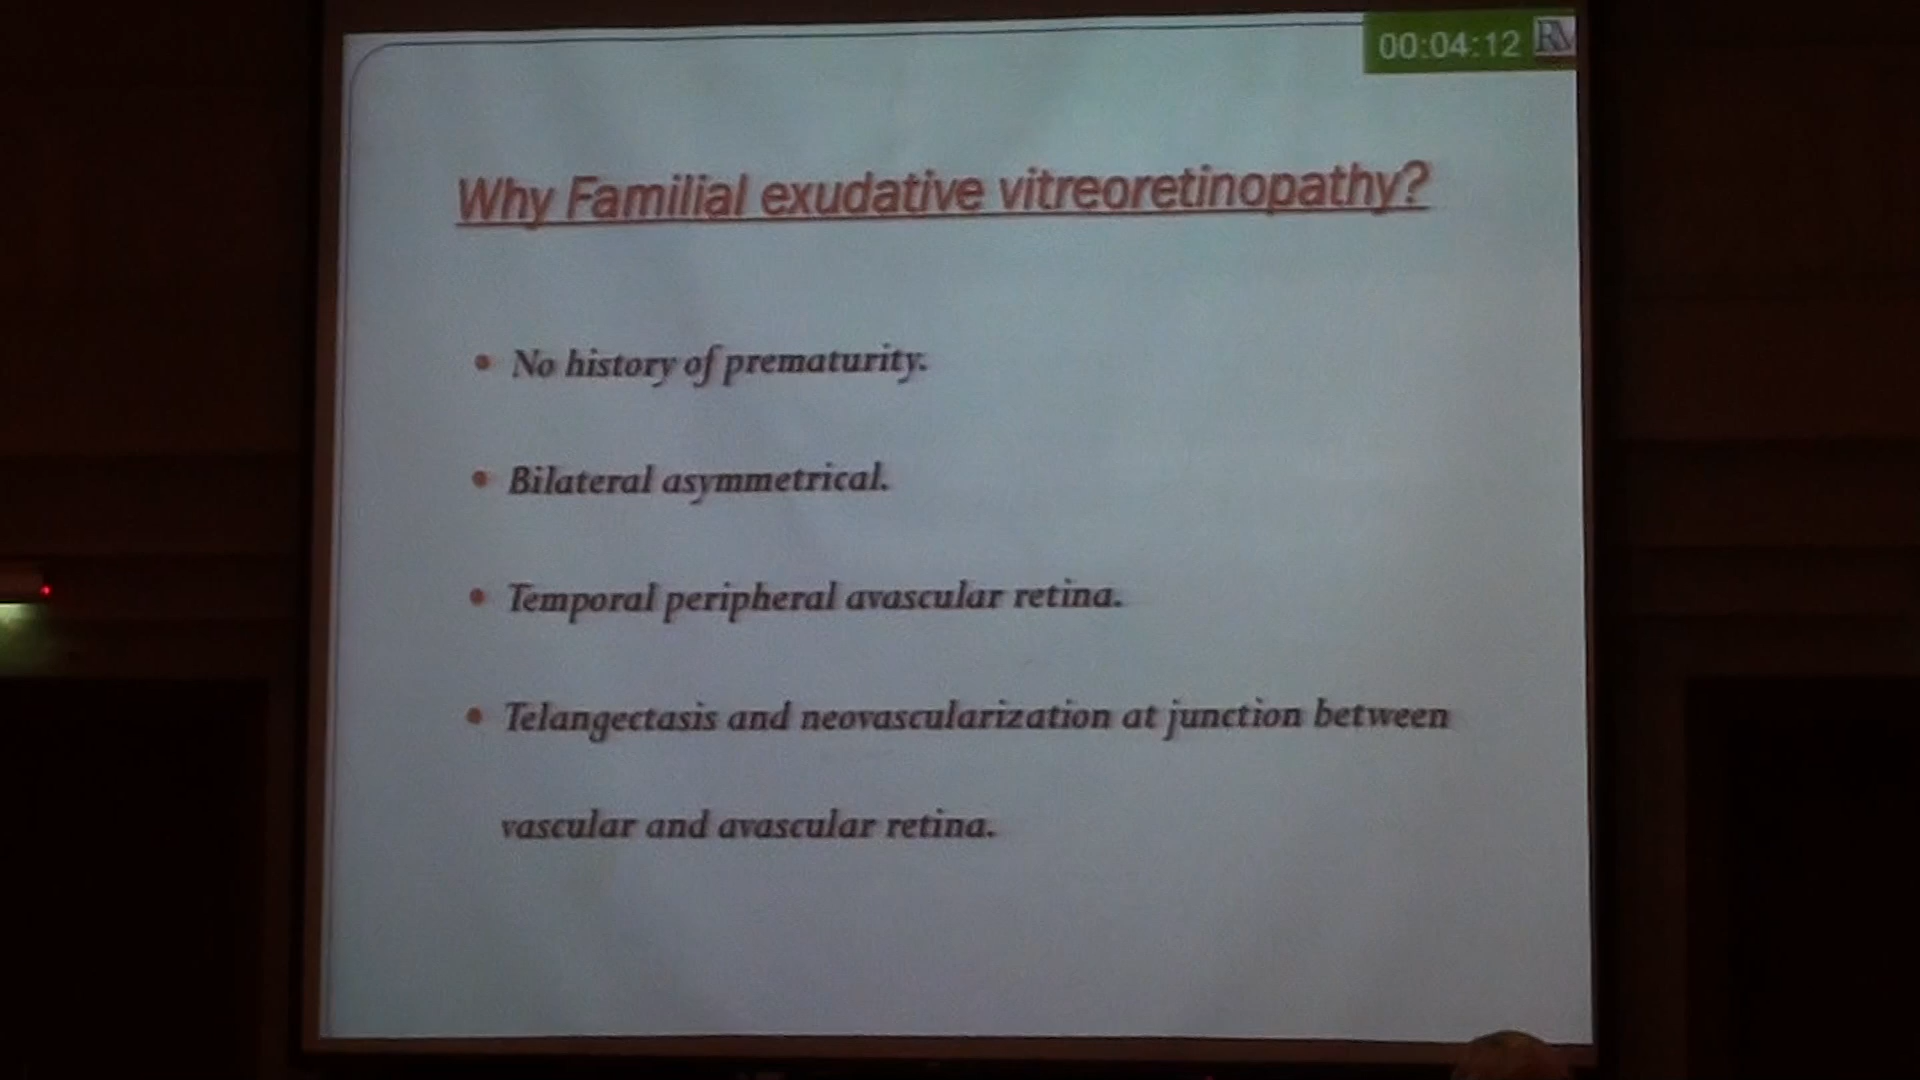 00:04:12
Why Familial exudative vitreoretinopathy?
• No history of prematurity.
• Bilateral asymmetrical.
• Temporal peripheral avascular retina.
• Telangectasis and neovascularization at junction between
vascular and avascular retina.